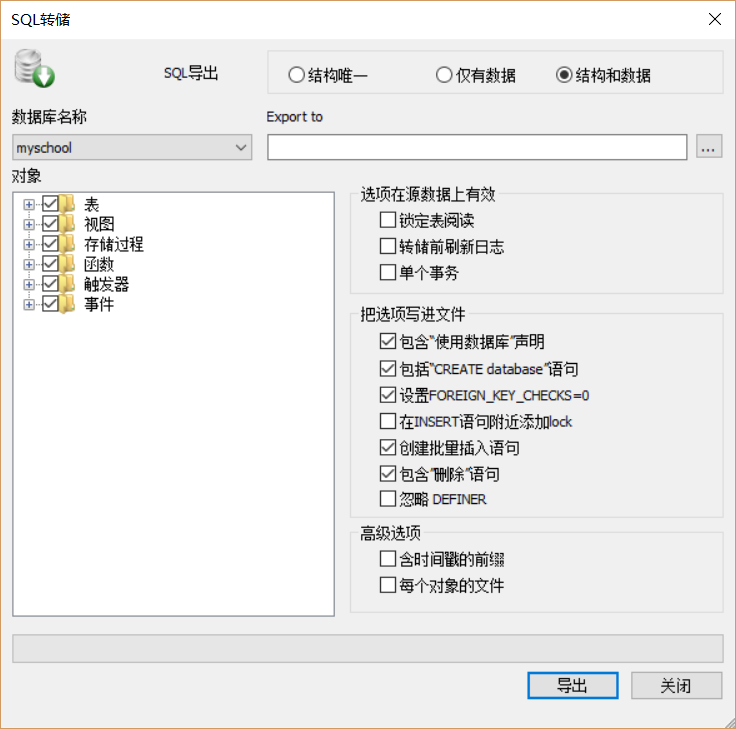 SQL转储
SQL导出
结构唯一
仅有数据
结构和数据
数据库名称
Export to
myschool
...
对象
表
视图
存储过程
函数
触发器
事件
选项在源数据上有效
锁定表阅读
转储前刷新日志
单个事务
把选项写进文件
包含"使用数据库"声明
包括"CREATE database"语句
设置FOREIGN_KEY_CHECKS=0
在INSERT语句附近添加lock
创建批量插入语句
包含"删除"语句
忽略 DEFINER
高级选项
含时间戳的前缀
每个对象的文件
导出
关闭